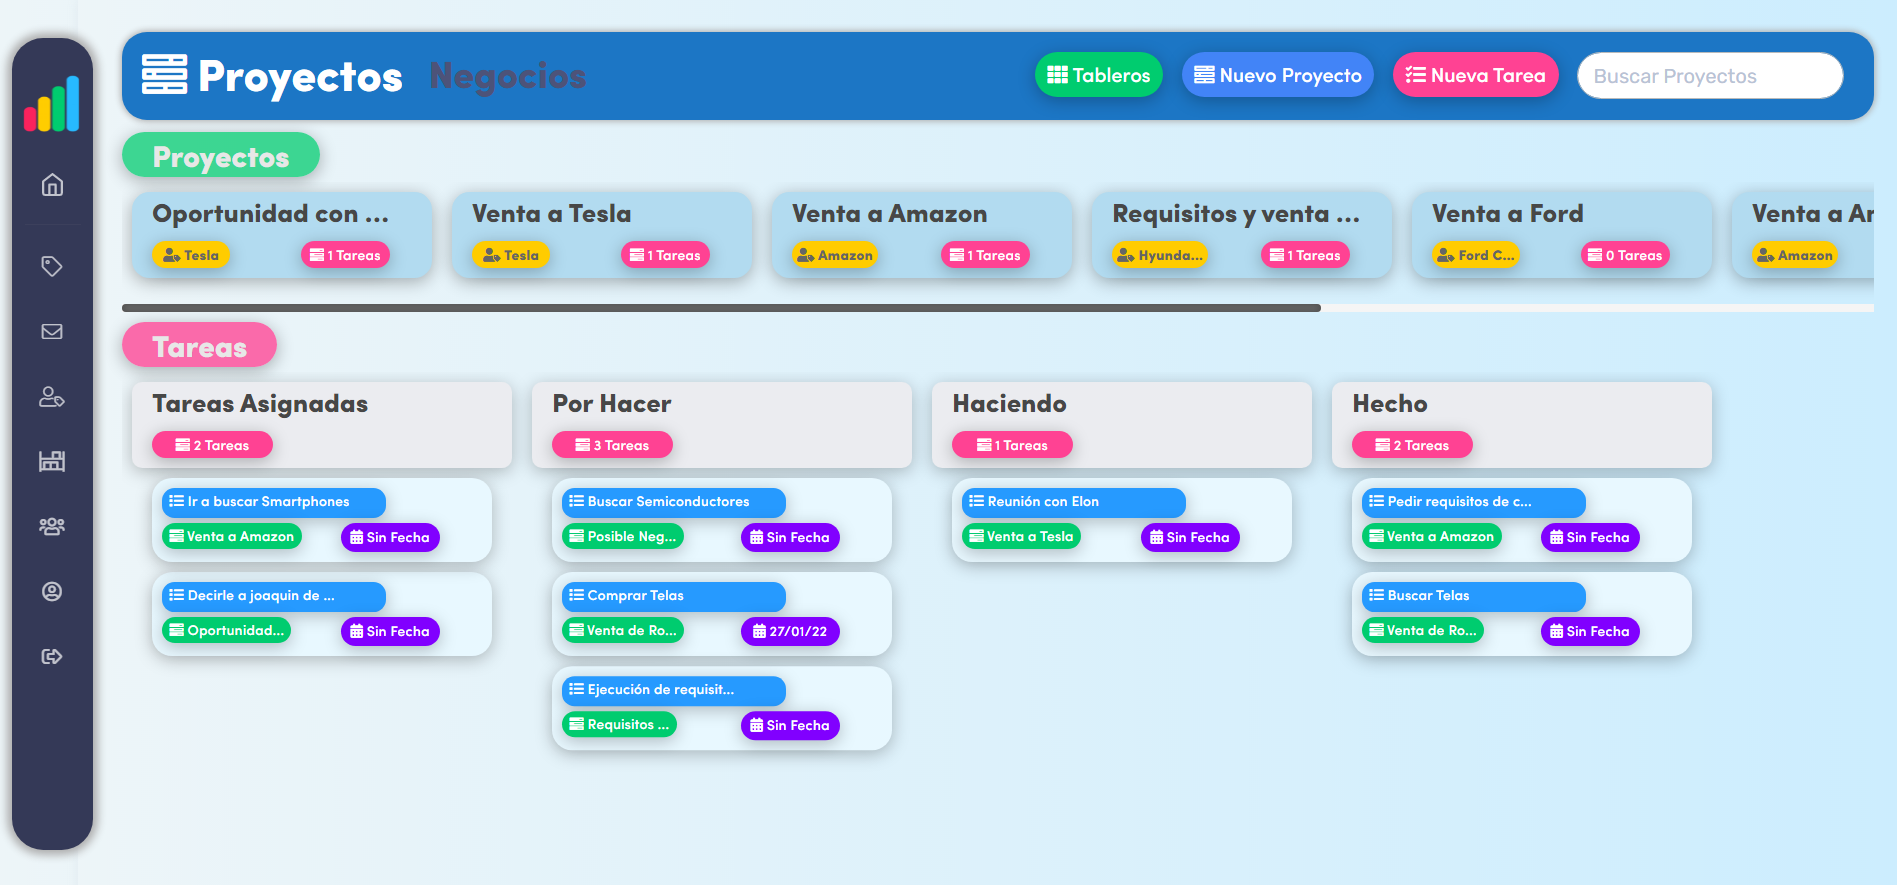 Proyectos Negocios Tableros Nuevo Proyecto Nueva Tarea Buscar Proyectos
Proyectos
Oportunidad con ...
Tesla 1 Tareas
Venta a Tesla
Tesla 1 Tareas
Venta a Amazon
Amazon 1 Tareas
Requisitos y venta ...
Hyunda... 1 Tareas
Venta a Ford
Ford C... 0 Tareas
Venta a
Amazon
Tareas
Tareas Asignadas
2 Tareas
Ir a buscar Smartphones
Venta a Amazon Sin Fecha
Decirle a joaquin de ...
Oportunidad... Sin Fecha
Por Hacer
3 Tareas
Buscar Semiconductores
Posible Neg... Sin Fecha
Comprar Telas
Venta de Ro... 27/01/22
Ejecución de requisit...
Requisitos ... Sin Fecha
Haciendo
1 Tareas
Reunión con Elon
Venta a Tesla Sin Fecha
Hecho
2 Tareas
Pedir requisitos de c...
Venta a Amazon Sin Fecha
Buscar Telas
Venta de Ro... Sin Fecha